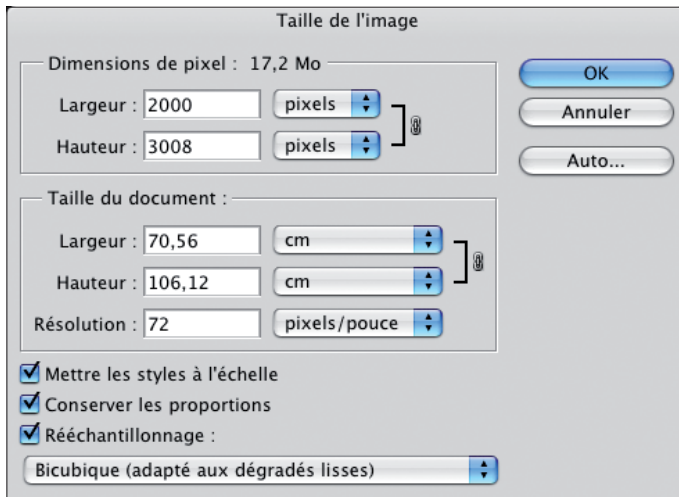 Taille de l'image
Dimensions de pixel : 17,2 Mo
Largeur : 2000 pixels
Hauteur : 3008 pixels
OK
Annuler
Auto...
Taille du document :
Largeur : 70,56 cm
Hauteur : 106,12 cm
Résolution : 72 pixels/pouce
Mettre les styles à l'échelle
Conserver les proportions
Rééchantillonnage :
Bicubique (adapté aux dégradés lisses)